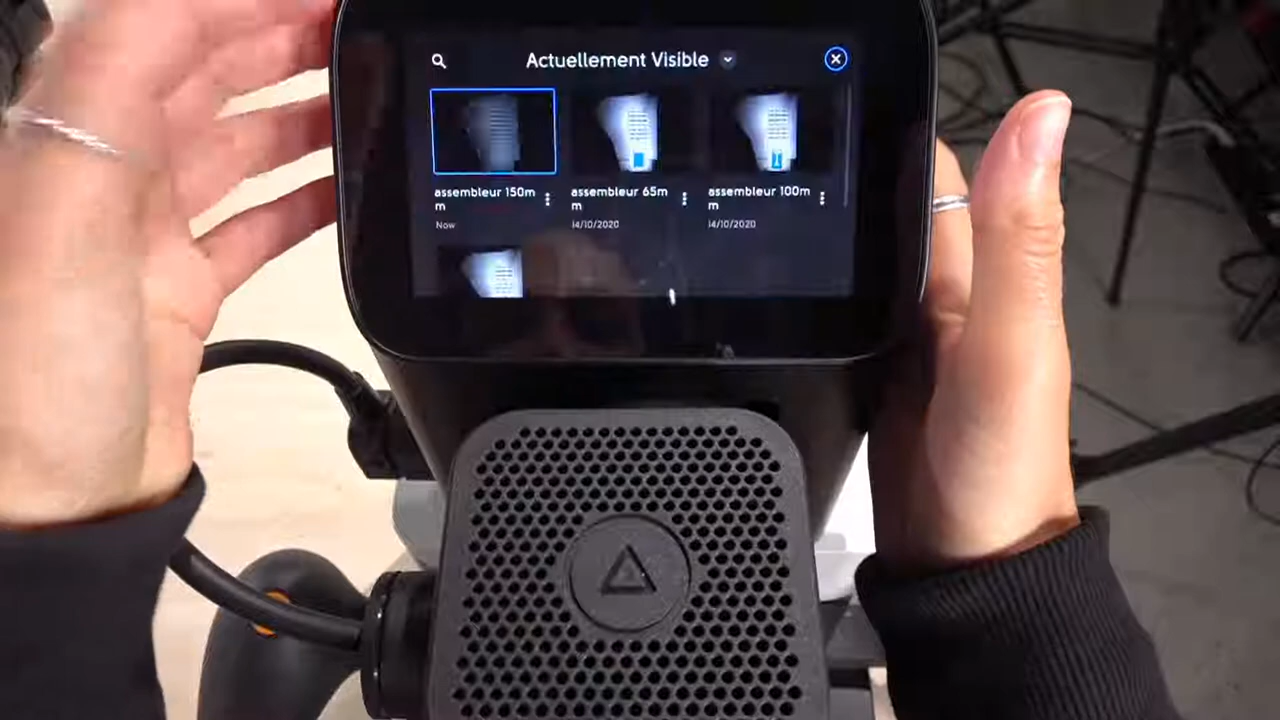 Actuellement Visible
assembleur 150m
m
Now
assembleur 65m
m
14/10/2020
assembleur 100m
m
14/10/2020